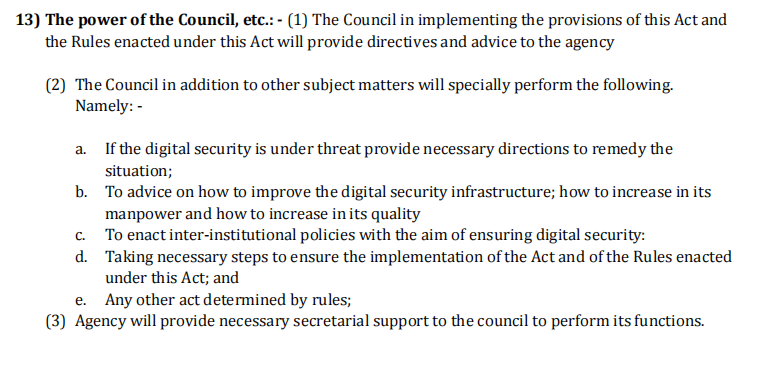 13) The power of the Council, etc.: - (1) The Council in implementing the provisions of this Act and
the Rules enacted under this Act will provide directives and advice to the agency
(2) The Council in addition to other subject matters will specially perform the following.
Namely: -
a. If the digital security is under threat provide necessary directions to remedy the
situation;
b. To advice on how to improve the digital security infrastructure; how to increase in its
manpower and how to increase in its quality
c. To enact inter-institutional policies with the aim of ensuring digital security:
d. Taking necessary steps to ensure the implementation of the Act and of the Rules enacted
under this Act; and
e. Any other act determined by rules;
(3) Agency will provide necessary secretarial support to the council to perform its functions.